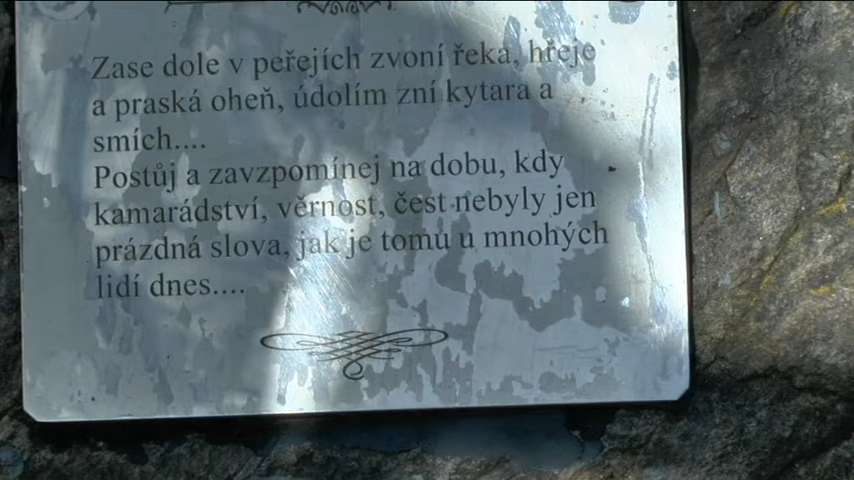 Zase dole v peřejích zvoní řeka, hřeje
a praská oheň, údolím zní kytara a
smích....
Postůj a zavzpomínej na dobu, kdy
kamarádství, věrnost, čest nebyly jen
prázdná slova, jak je tomu u mnohých
lidí dnes....